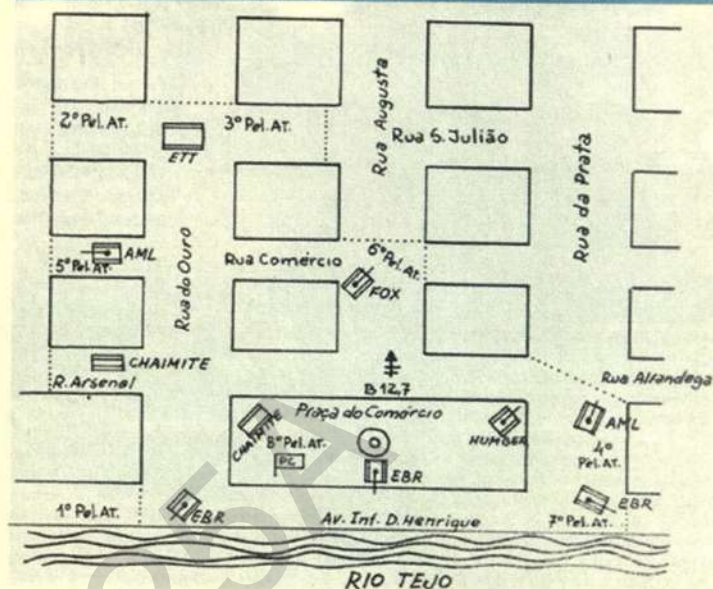 2º Pel. AT.
3º Pel. AT.
ETT
Rua Augusta
Rua S. Julião
Rua da Prata
AML
5º Pel. AT.
Rua do Ouro
Rua Comércio
6º Pel. AT.
FOX
CHAIMITE
R. Arsenal
B 12,7
Rua Alfandega
Praça do Comércio
CHAIMITE
8º Pel. AT.
PC
HUMBER
AML
4º Pel. AT.
EBR
1º Pel. AT.
EBR
Av. Inf. D. Henrique
7º Pel. AT.
EBR
RIO TEJO
05A